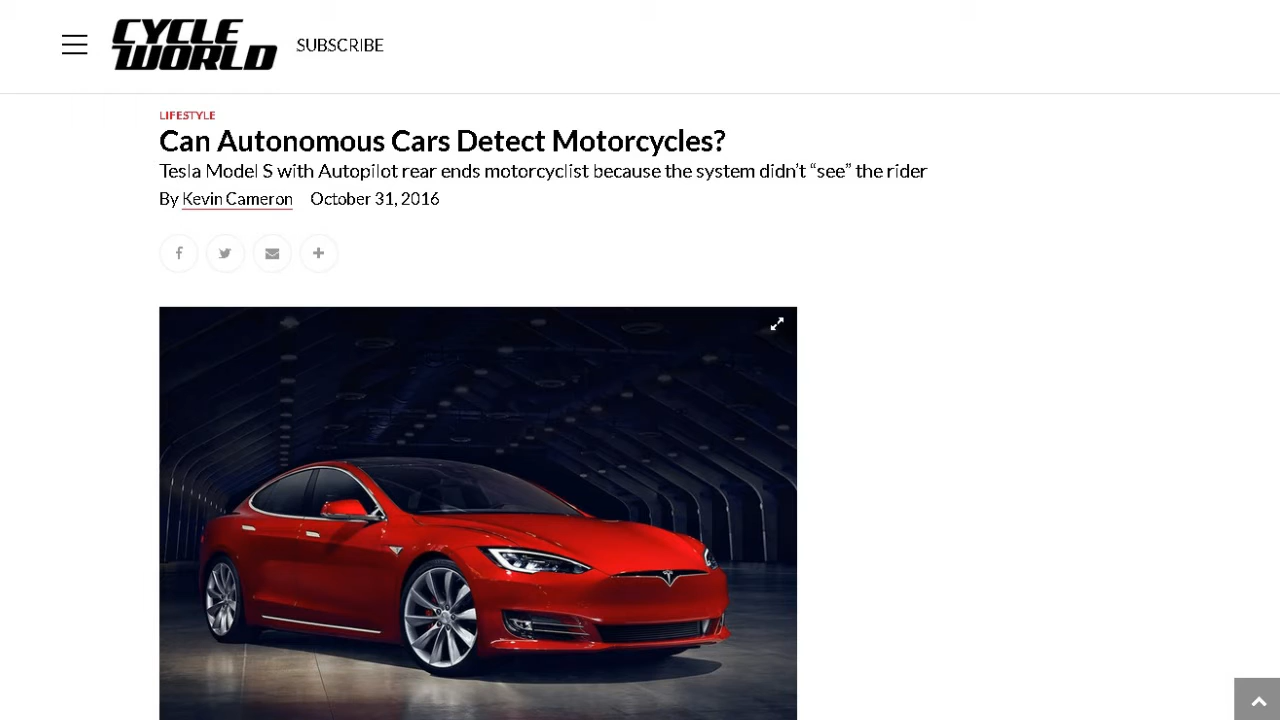 CYCLE WORLD
SUBSCRIBE
LIFESTYLE
Can Autonomous Cars Detect Motorcycles?
Tesla Model S with Autopilot rear ends motorcyclist because the system didn’t “see” the rider
By Kevin Cameron October 31, 2016